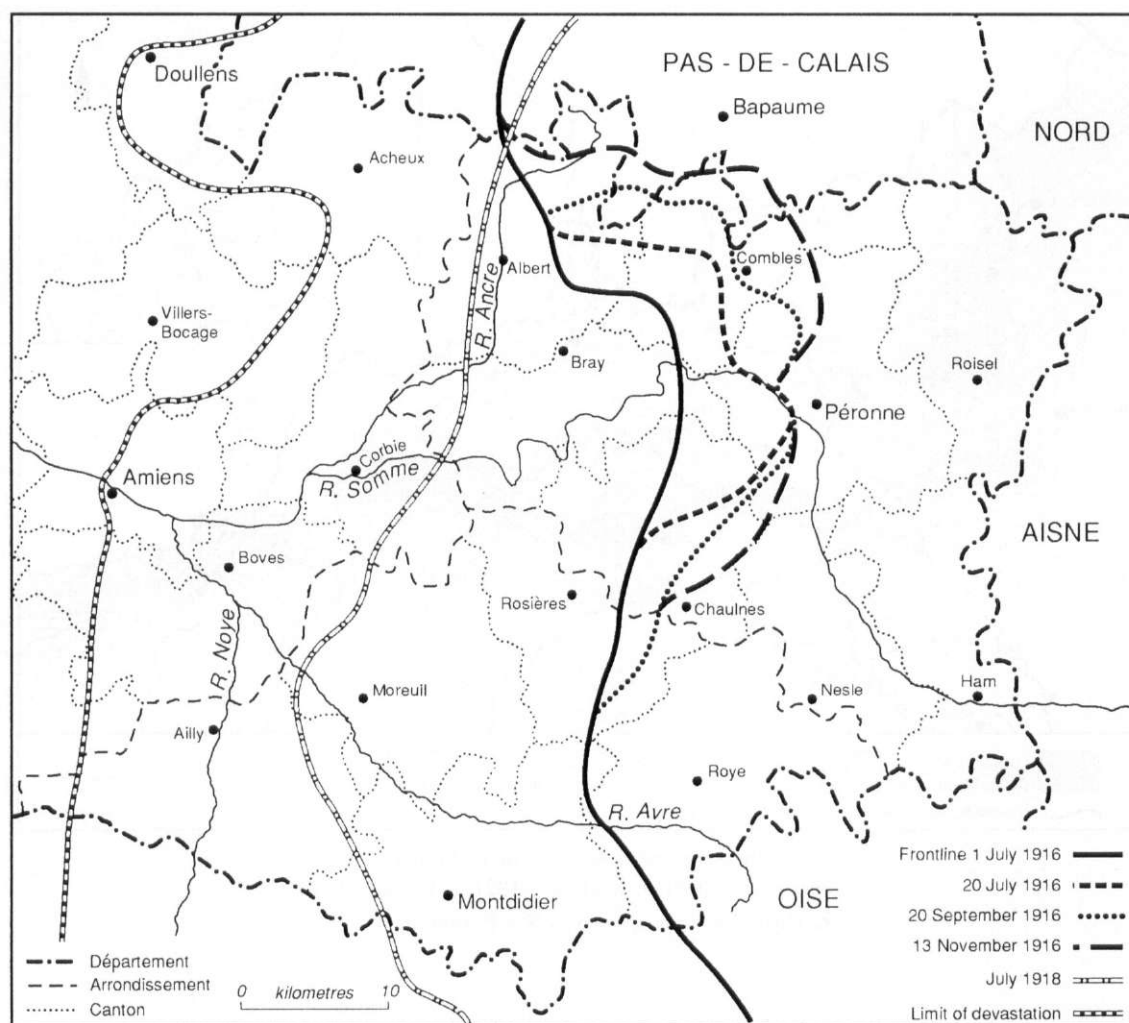 PAS - DE - CALAIS
Doullens
Bapaume
NORD
Acheux
Combles
Albert
R. Ancre
Villers-
Bocage
Bray
Roisel
Péronne
Corbie
R. Somme
Amiens
AISNE
Boves
Rosières
Chaulnes
R. Noye
Moreuil
Nesle
Ham
Ailly
Roye
R. Avre
Montdidier
OISE
Frontline 1 July 1916
20 July 1916
20 September 1916
13 November 1916
July 1918
Limit of devastation
Département
Arrondissement
Canton
0 kilometres 10